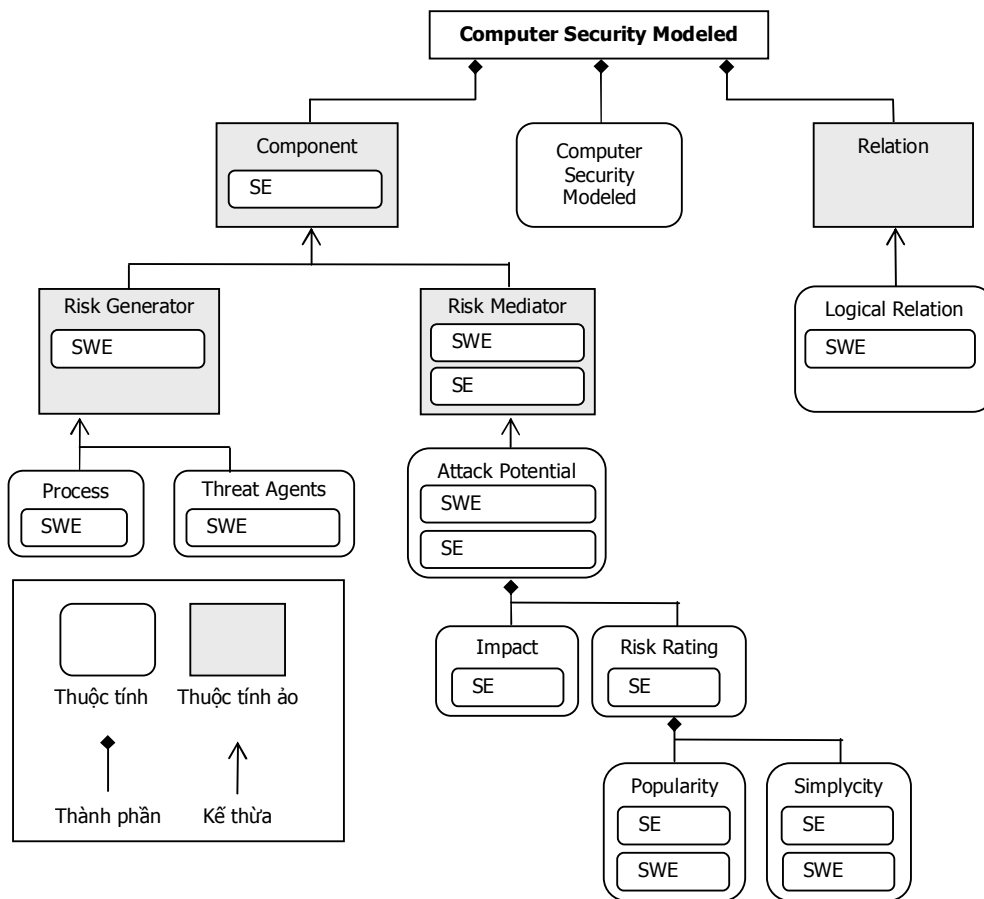 Computer Security Modeled
Component
SE
Computer
Security
Modeled
Relation
Risk Generator
SWE
Risk Mediator
SWE
SE
Logical Relation
SWE
Process
SWE
Threat Agents
SWE
Attack Potential
SWE
SE
Impact
SE
Risk Rating
SE
Popularity
SE
SWE
Simplycity
SE
SWE
Thuộc tính
Thuộc tính ảo
Thành phần
Kế thừa